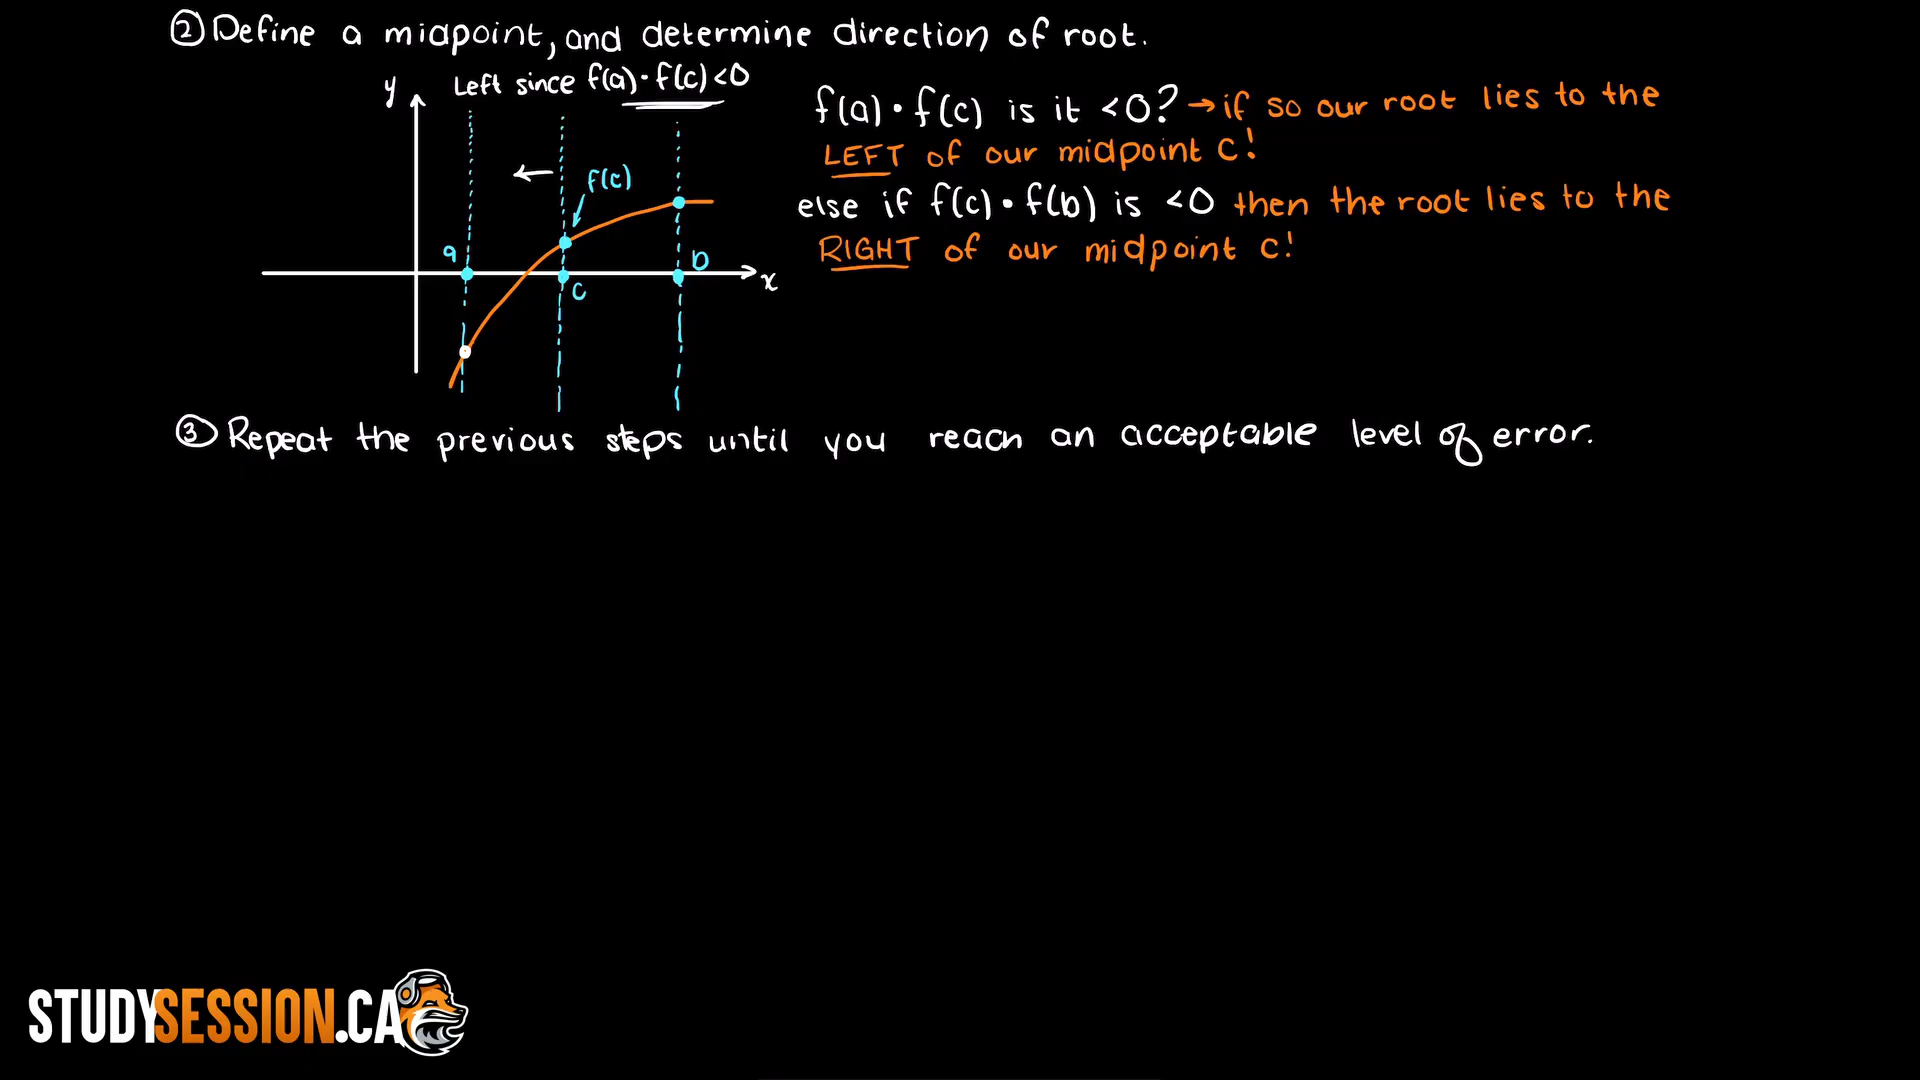 ② Define a midpoint, and determine direction of root.
y
Left since f(a)·f(c)<0
f(c)
a
b
c
x
f(a)·f(c) is it <0? → if so our root lies to the
LEFT of our midpoint c!
else if f(c)·f(b) is <0 then the root lies to the
RIGHT of our midpoint c!
③ Repeat the previous steps until you reach an acceptable level of error.
STUDYSESSION.CA